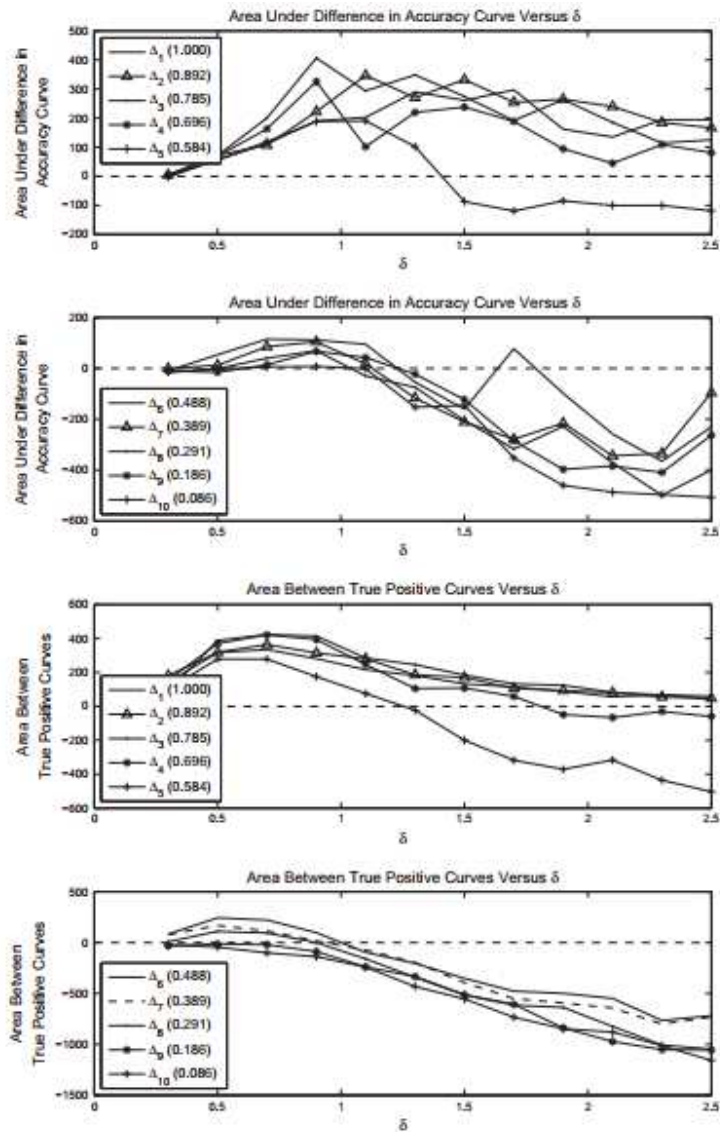 Area Under Difference in Accuracy Curve Versus δ
Area Under Difference in
Accuracy Curve
500
400
300
200
100
0
−100
−200
Δ1 (1.000)
Δ2 (0.892)
Δ3 (0.785)
Δ4 (0.696)
Δ5 (0.584)
0 0.5 1 1.5 2 2.5
δ
Area Under Difference in Accuracy Curve Versus δ
Area Under Difference in
Accuracy Curve
200
0
−200
−400
−600
Δ6 (0.488)
Δ7 (0.389)
Δ8 (0.291)
Δ9 (0.186)
Δ10 (0.086)
0 0.5 1 1.5 2 2.5
δ
Area Between True Positive Curves Versus δ
Area Between
True Positive Curves
600
400
200
0
−200
−400
−600
Δ1 (1.000)
Δ2 (0.892)
Δ3 (0.785)
Δ4 (0.696)
Δ5 (0.584)
0 0.5 1 1.5 2 2.5
δ
Area Between True Positive Curves Versus δ
Area Between
True Positive Curves
500
0
−500
−1000
−1500
Δ6 (0.488)
Δ7 (0.389)
Δ8 (0.291)
Δ9 (0.186)
Δ10 (0.086)
0 0.5 1 1.5 2 2.5
δ